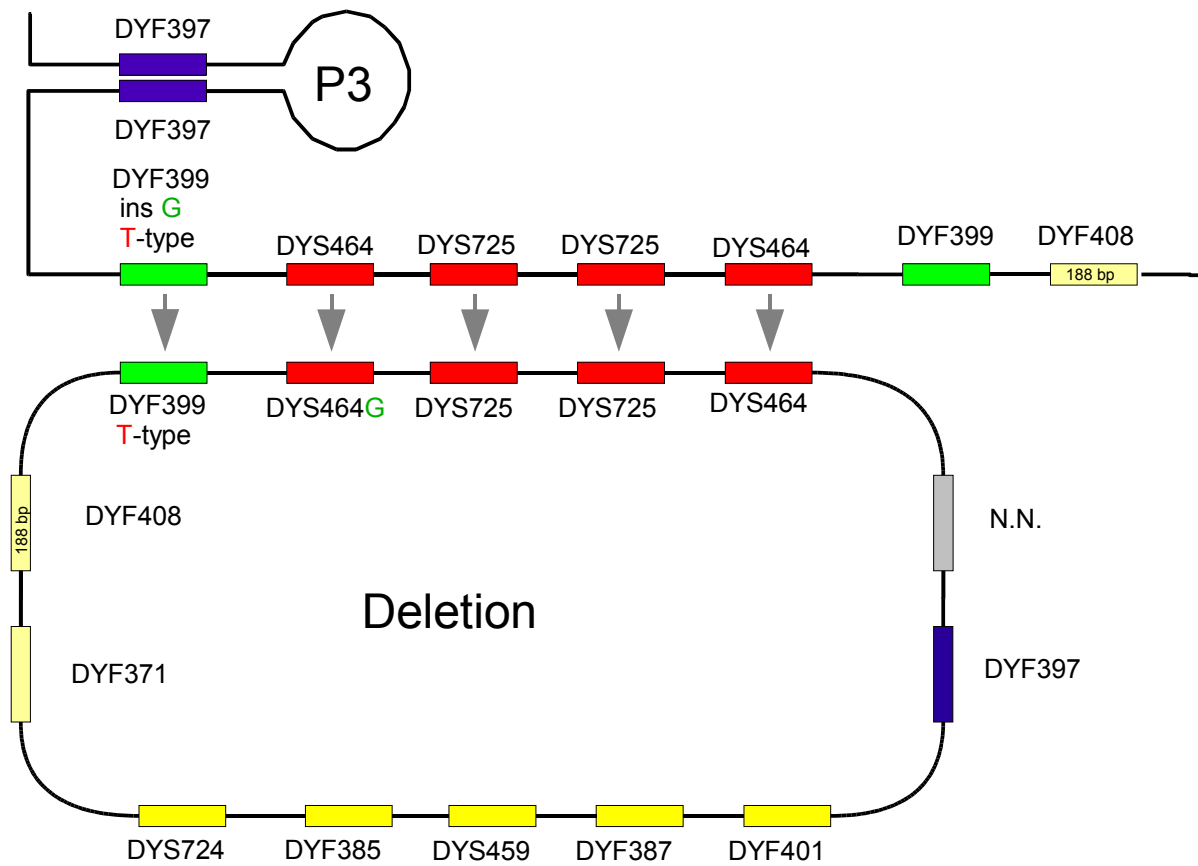 DYF397
P3
DYF397
DYF399
ins G
T-type
DYS464
DYS725
DYS725
DYS464
DYF399
DYF408
188 bp
DYF399
T-type
DYS464G
DYS725
DYS725
DYS464
188 bp
DYF408
N.N.
Deletion
DYF371
DYF397
DYS724
DYF385
DYS459
DYF387
DYF401